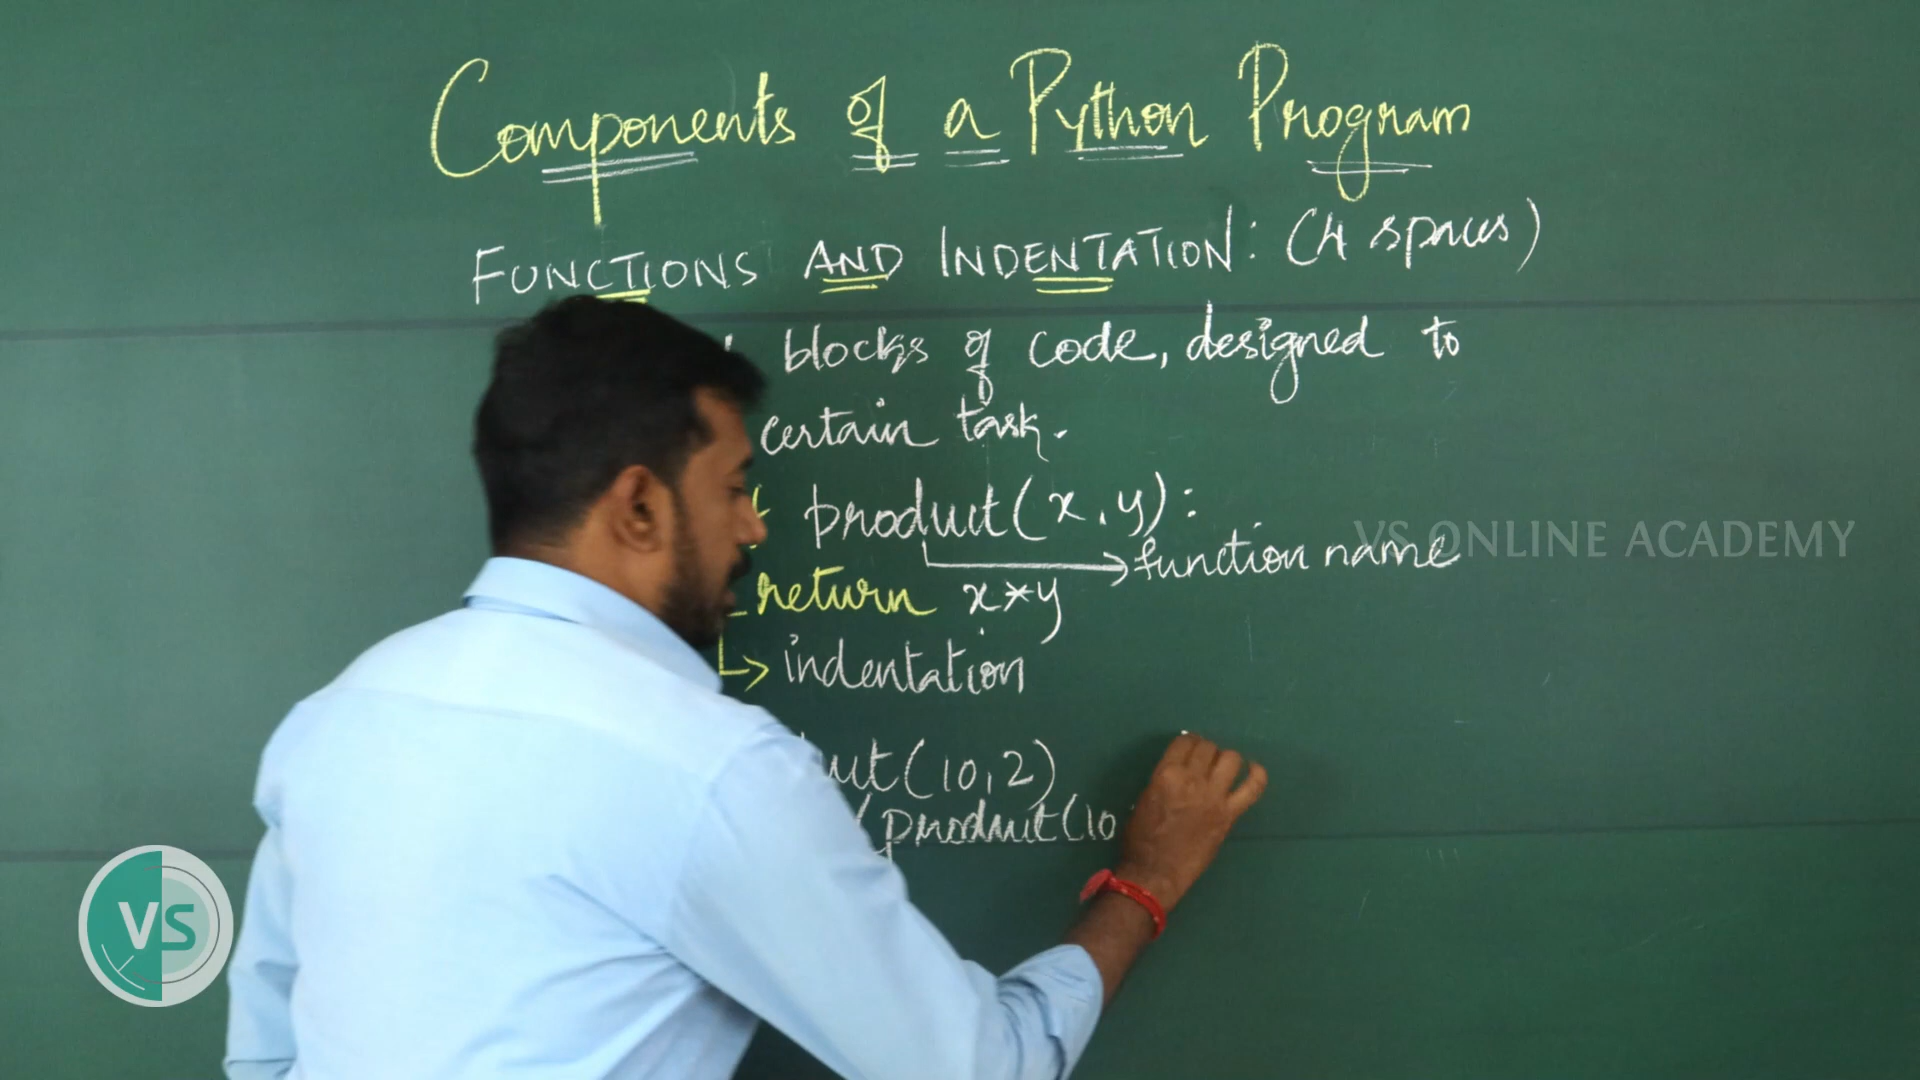 Components of a Python Program
FUNCTIONS AND INDENTATION: (4 spaces)
blocks of code, designed to
certain task.
product(x,y):
function name
return x*y
indentation
uct(10,2)
(product(10
VS ONLINE ACADEMY
VS